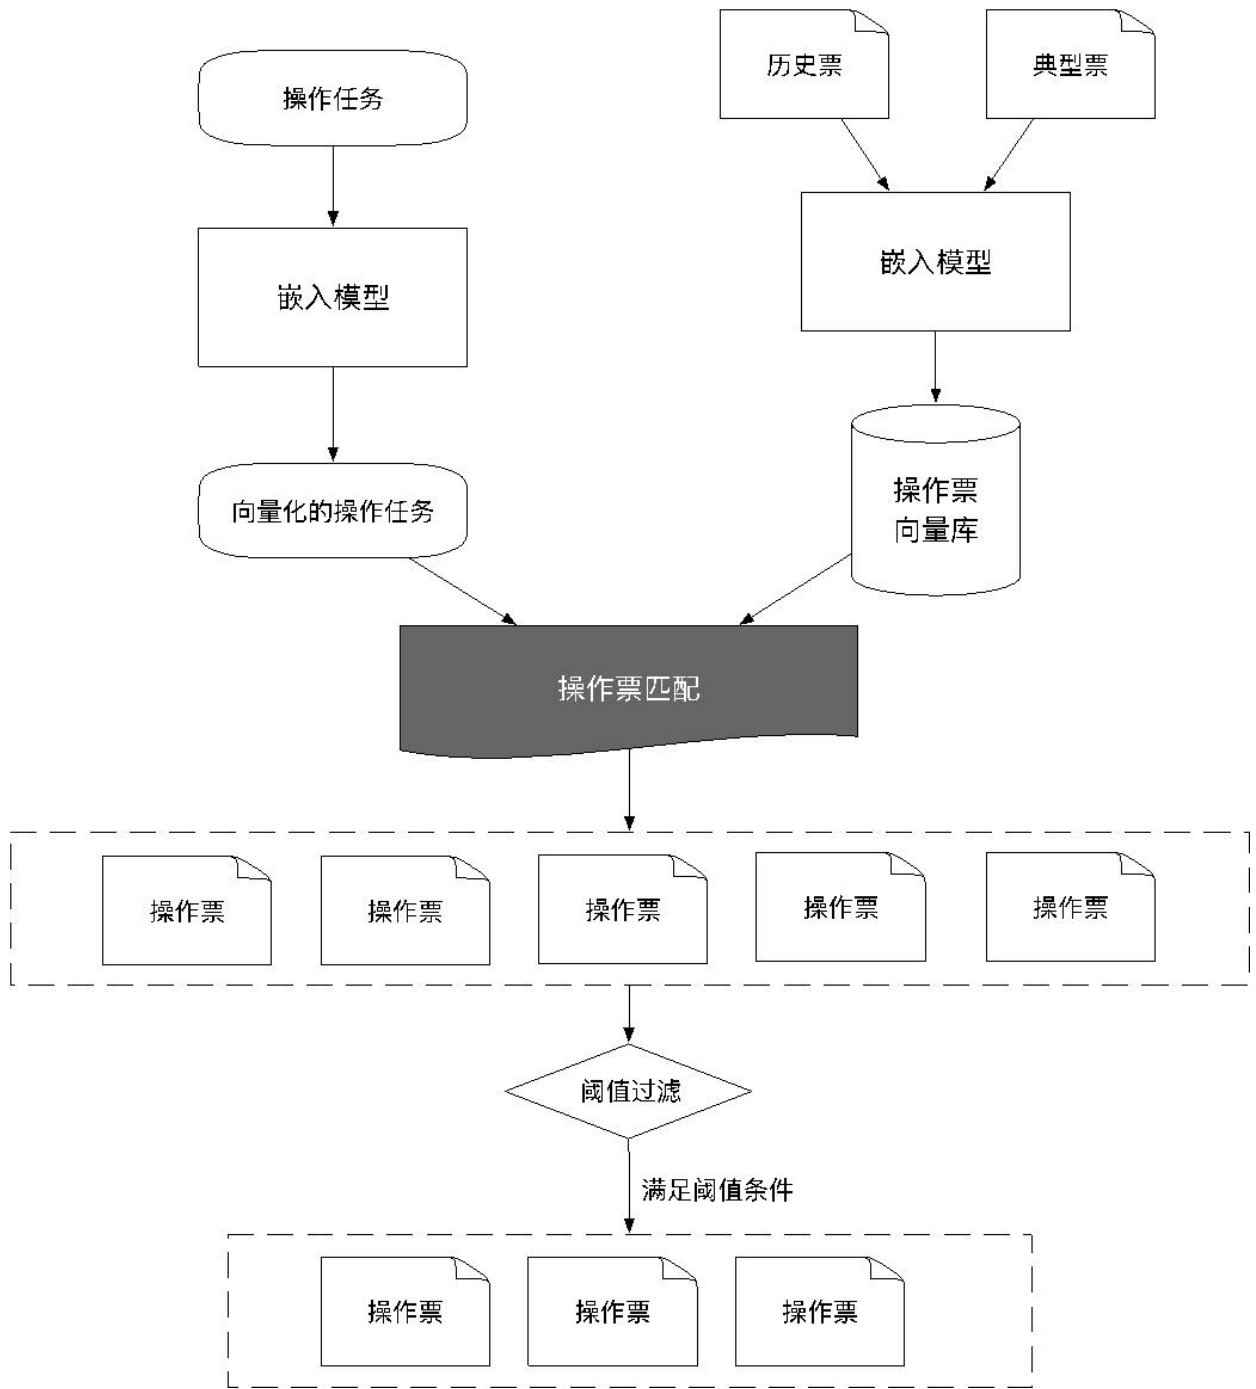 历史票
典型票
操作任务
嵌入模型
嵌入模型
操作票
向量库
向量化的操作任务
操作票匹配
操作票
操作票
操作票
操作票
操作票
阈值过滤
满足阈值条件
操作票
操作票
操作票